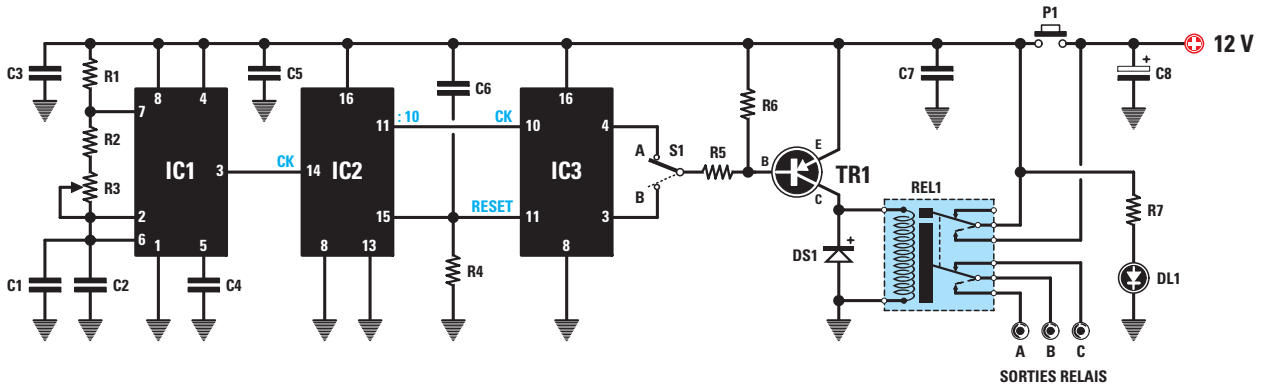 P1
12 V
C3
R1
8
4
C5
16
C6
16
R6
C7
+
C8
7
R2
R3
IC1
3
CK
14
IC2
11
: 10
CK
10
IC3
4
A
S1
R5
B
E
TR1
C
B
2
6
15
RESET
11
3
REL1
R7
1
5
8
13
R4
8
DS1
+
DL1
C1
C2
C4
A
B
C
SORTIES RELAIS